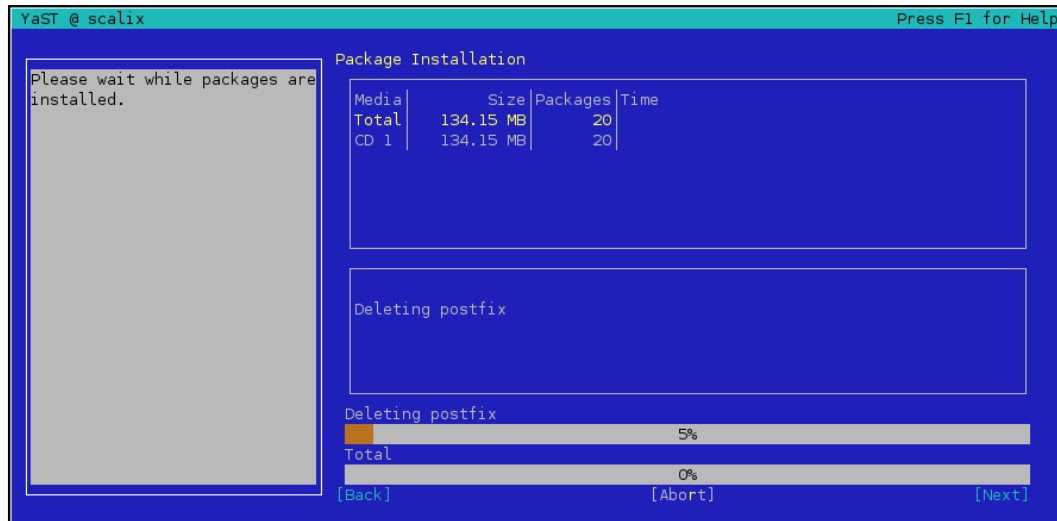 YaST @ scalix Press F1 for Help
Please wait while packages are
installed.
Package Installation
Media Size Packages Time
Total 134.15 MB 20
CD 1 134.15 MB 20
Deleting postfix
Deleting postfix
5%
Total
0%
[Back] [Abort] [Next]